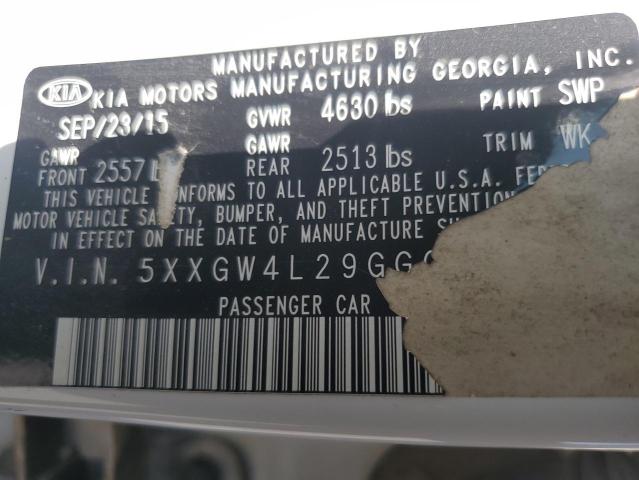 MANUFACTURED BY
KIA KIA MOTORS MANUFACTURING GEORGIA, INC.
SEP/23/15 GVWR 4630 lbs PAINT SWP
GAWR FRONT 2557 GAWR REAR 2513 lbs TRIM WK
THIS VEHICLE CONFORMS TO ALL APPLICABLE U.S.A.
MOTOR VEHICLE SAFETY, BUMPER, AND THEFT PREVENTION
IN EFFECT ON THE DATE OF MANUFACTURE
V.I.N. 5XXGW4L29GG
PASSENGER CAR